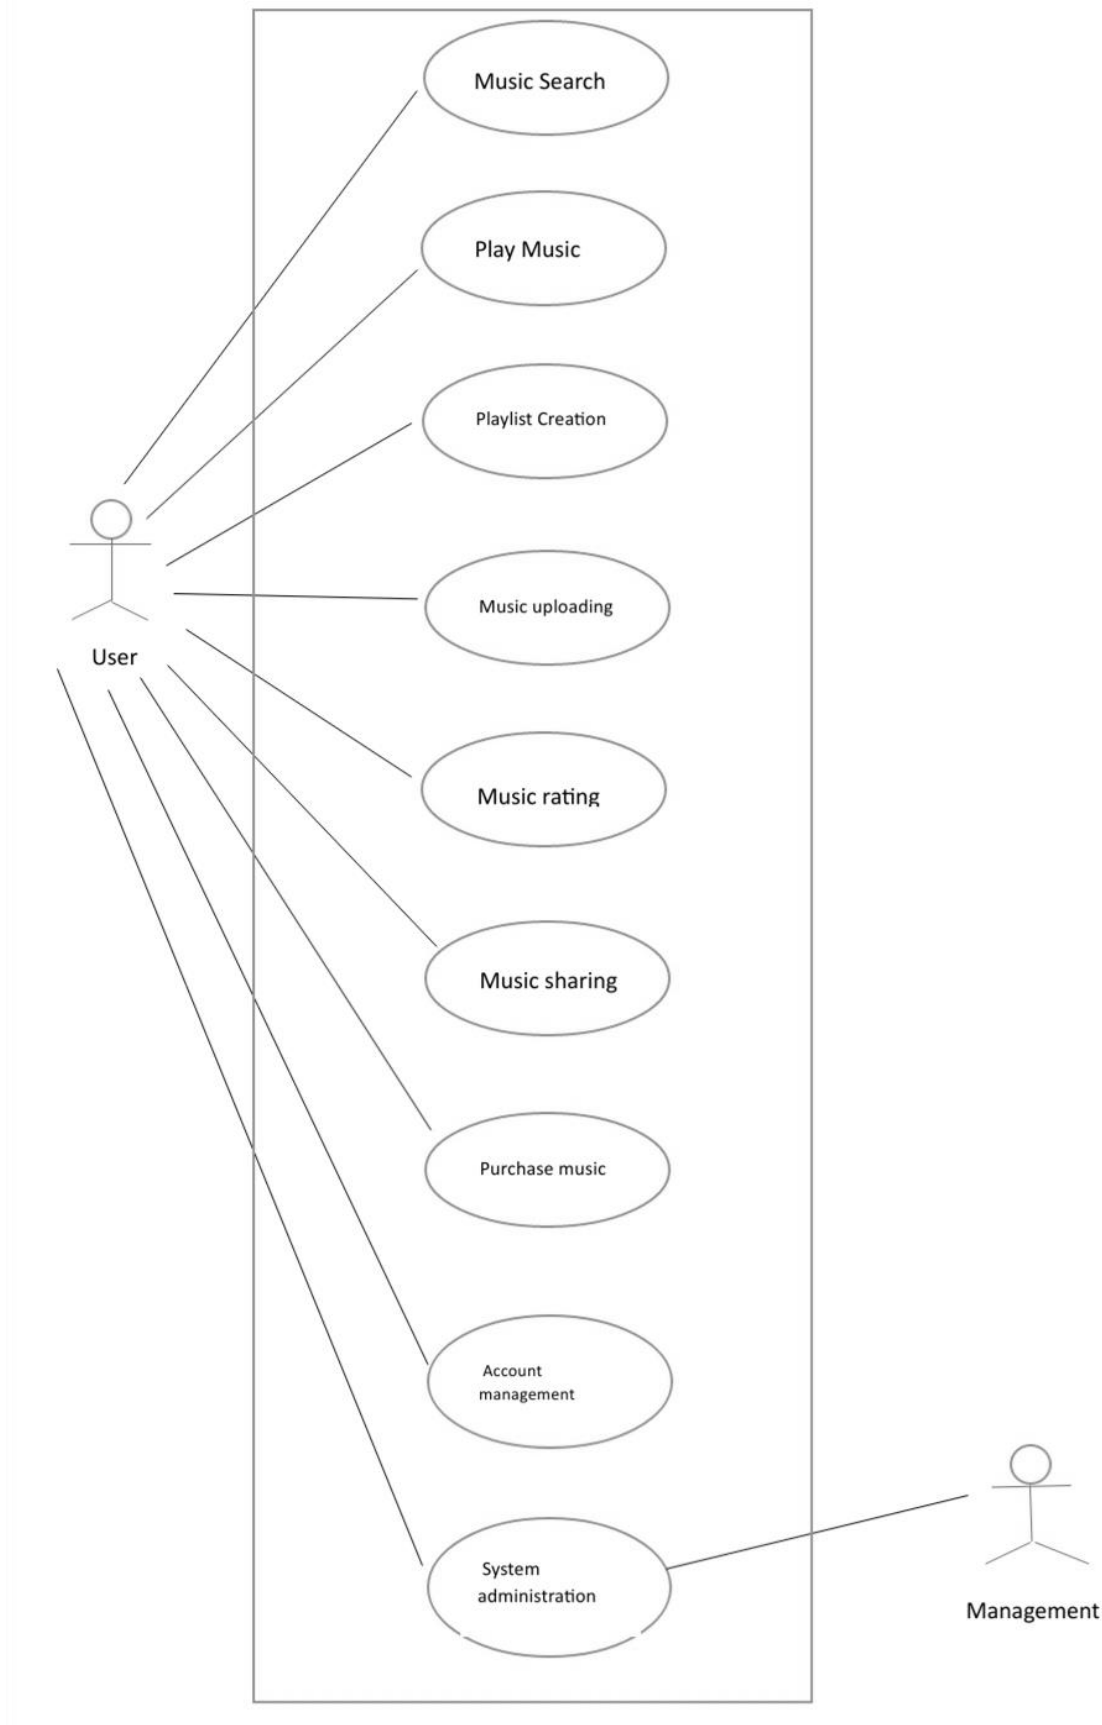 Music Search
Play Music
Playlist Creation
Music uploading
User
Music rating
Music sharing
Purchase music
Account
management
System
administration
Management